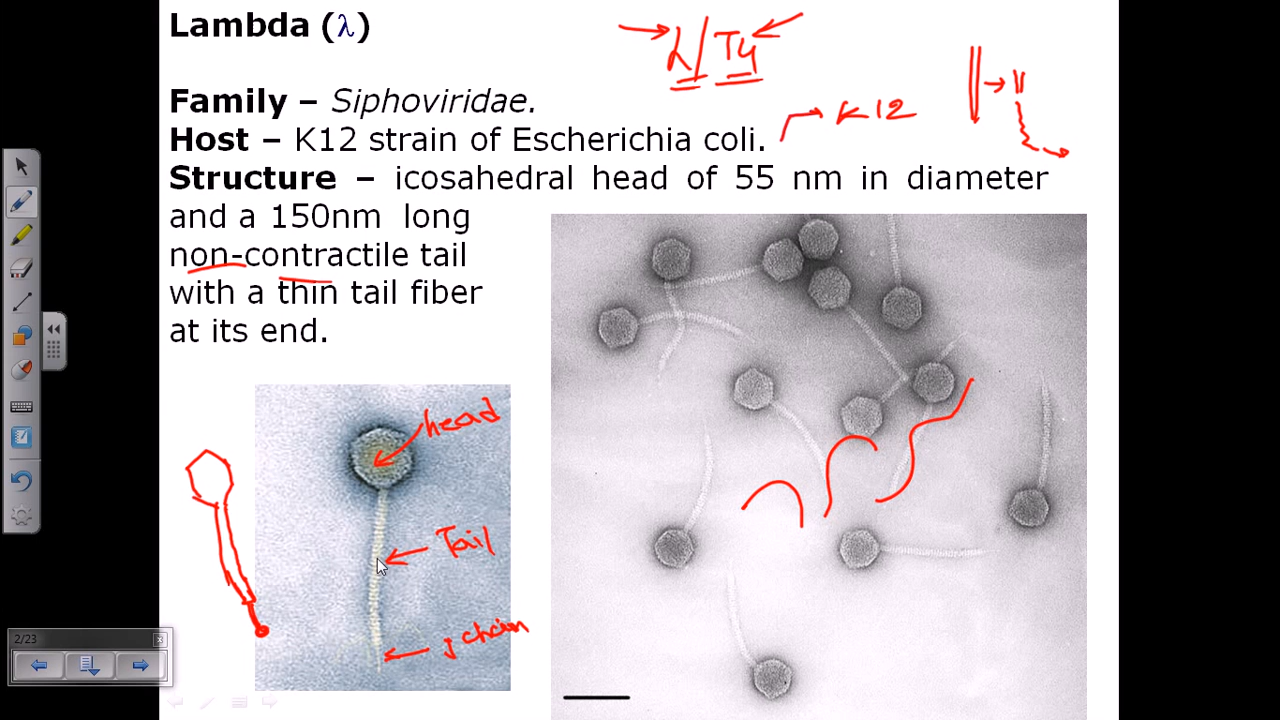 Lambda (λ)
λ/T4
Family – Siphoviridae.
Host – K12 strain of Escherichia coli.
K12
Structure – icosahedral head of 55 nm in diameter
and a 150nm long
non-contractile tail
with a thin tail fiber
at its end.
head
Tail
j chain
2/23